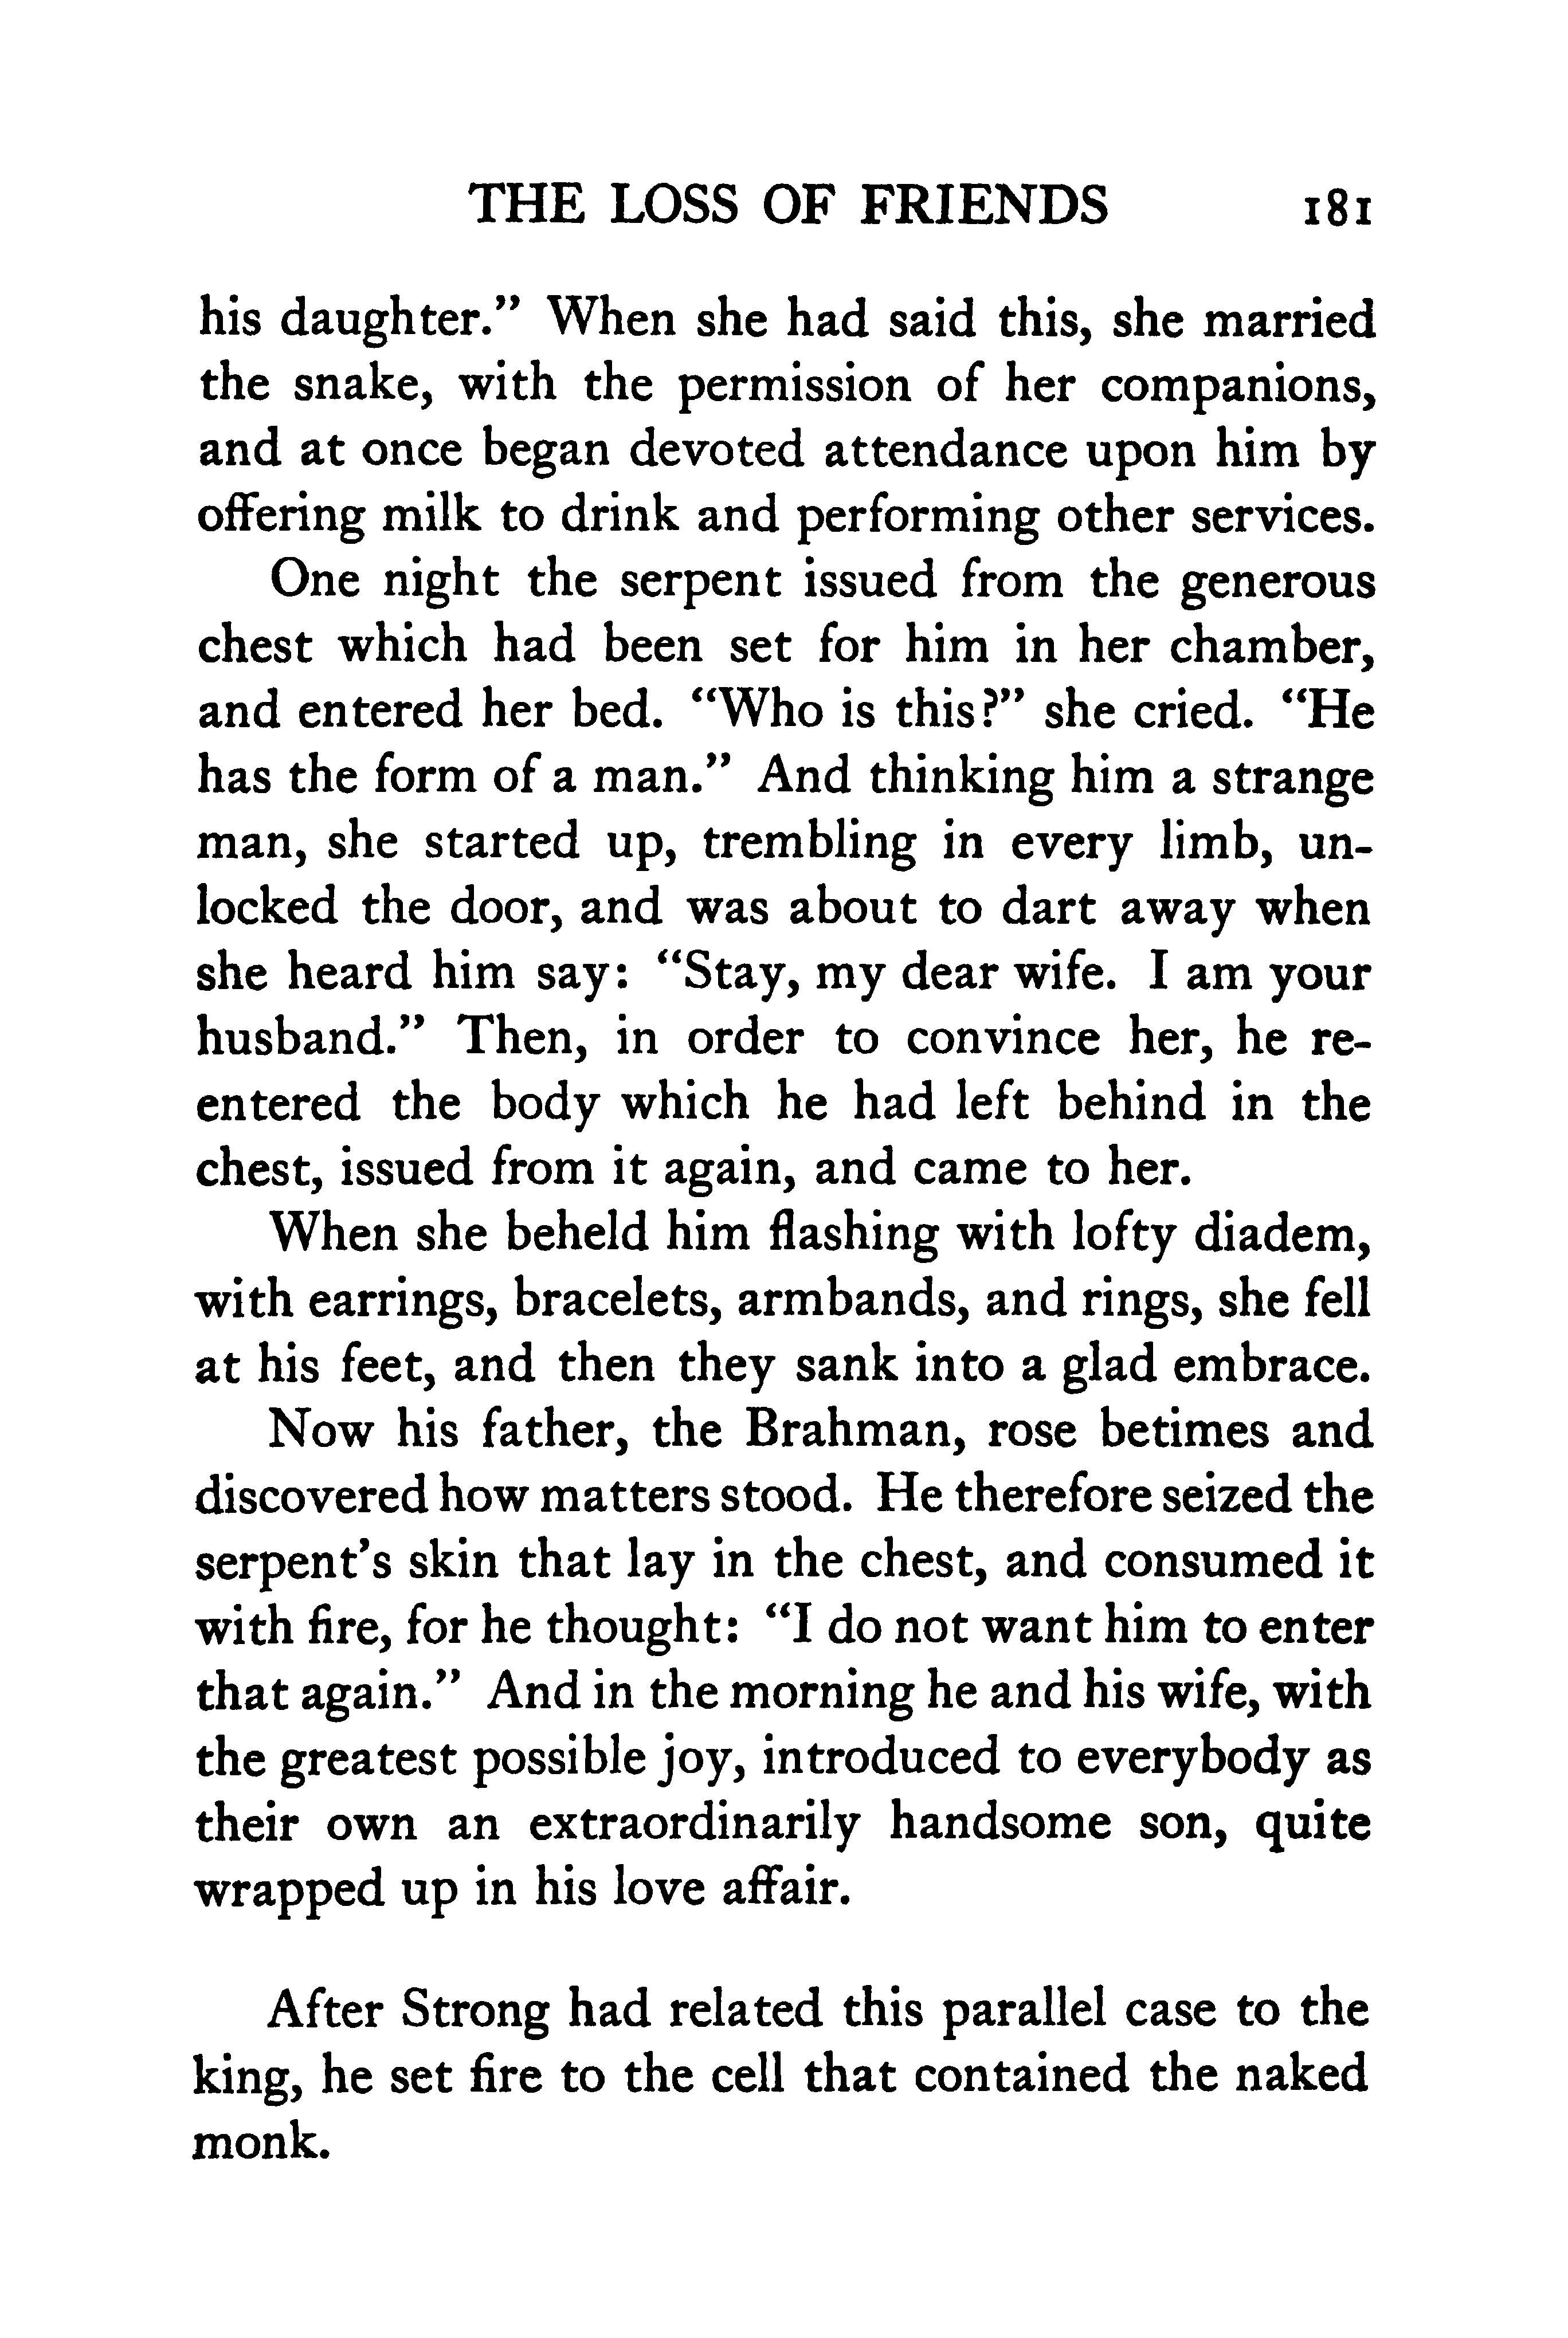 THE LOSS OF FRIENDS 181
his daughter.” When she had said this, she married
the snake, with the permission of her companions,
and at once began devoted attendance upon him by
offering milk to drink and performing other services.
One night the serpent issued from the generous
chest which had been set for him in her chamber,
and entered her bed. “Who is this?” she cried. “He
has the form of a man.” And thinking him a strange
man, she started up, trembling in every limb, un-
locked the door, and was about to dart away when
she heard him say: “Stay, my dear wife. I am your
husband.” Then, in order to convince her, he re-
entered the body which he had left behind in the
chest, issued from it again, and came to her.
When she beheld him flashing with lofty diadem,
with earrings, bracelets, armbands, and rings, she fell
at his feet, and then they sank into a glad embrace.
Now his father, the Brahman, rose betimes and
discovered how matters stood. He therefore seized the
serpent’s skin that lay in the chest, and consumed it
with fire, for he thought: “I do not want him to enter
that again.” And in the morning he and his wife, with
the greatest possible joy, introduced to everybody as
their own an extraordinarily handsome son, quite
wrapped up in his love affair.
After Strong had related this parallel case to the
king, he set fire to the cell that contained the naked
monk.